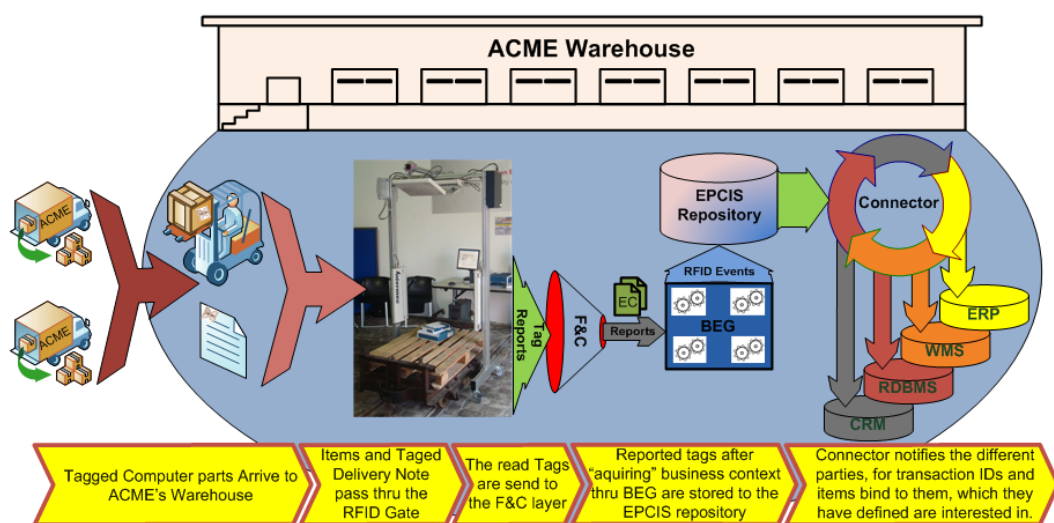 ACME Warehouse
ACME
ACME
Tag
Reports
F&C
EC
Reports
EPCIS
Repository
RFID Events
BEG
Connector
ERP
WMS
RDBMS
CRM
Tagged Computer parts Arrive to
ACME's Warehouse
Items and Taged
Delivery Note
pass thru the
RFID Gate
The read Tags
are send to
the F&C layer
Reported tags after
"aquiring" business context
thru BEG are stored to the
EPCIS repository
Connector notifies the different
parties, for transaction IDs and
items bind to them, which they
have defined are interested in.